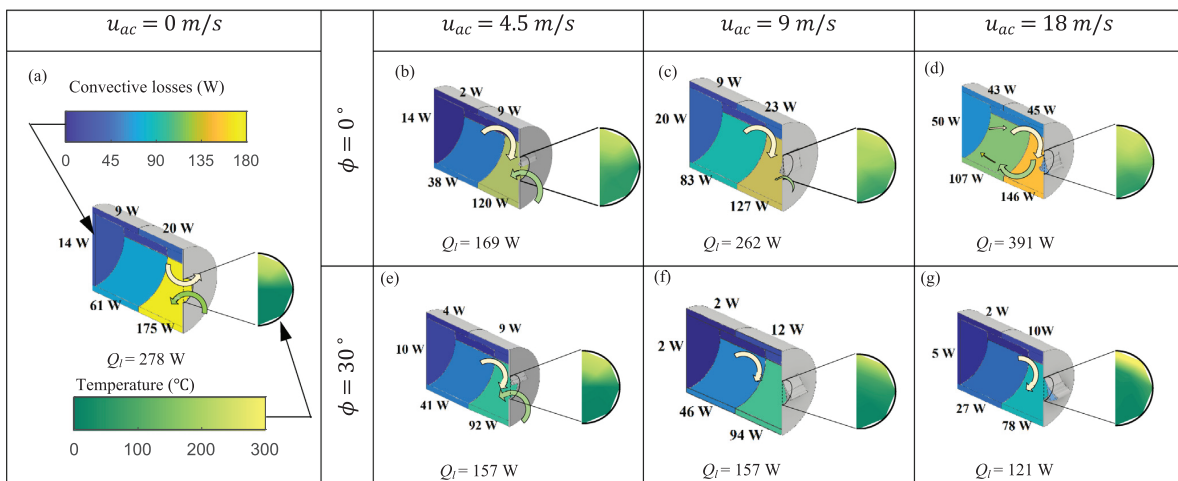 u_ac = 0 m/s
u_ac = 4.5 m/s
u_ac = 9 m/s
u_ac = 18 m/s
(a)
Convective losses (W)
0 45 90 135 180
9 W
14 W
20 W
61 W
175 W
Q_l = 278 W
Temperature (℃)
0 100 200 300
ϕ = 0°
(b)
2 W
14 W
9 W
38 W
120 W
Q_l = 169 W
(c)
9 W
20 W
23 W
83 W
127 W
Q_l = 262 W
(d)
43 W
50 W
45 W
107 W
146 W
Q_l = 391 W
ϕ = 30°
(e)
4 W
10 W
9 W
41 W
92 W
Q_l = 157 W
(f)
2 W
2 W
12 W
46 W
94 W
Q_l = 157 W
(g)
2 W
5 W
10W
27 W
78 W
Q_l = 121 W